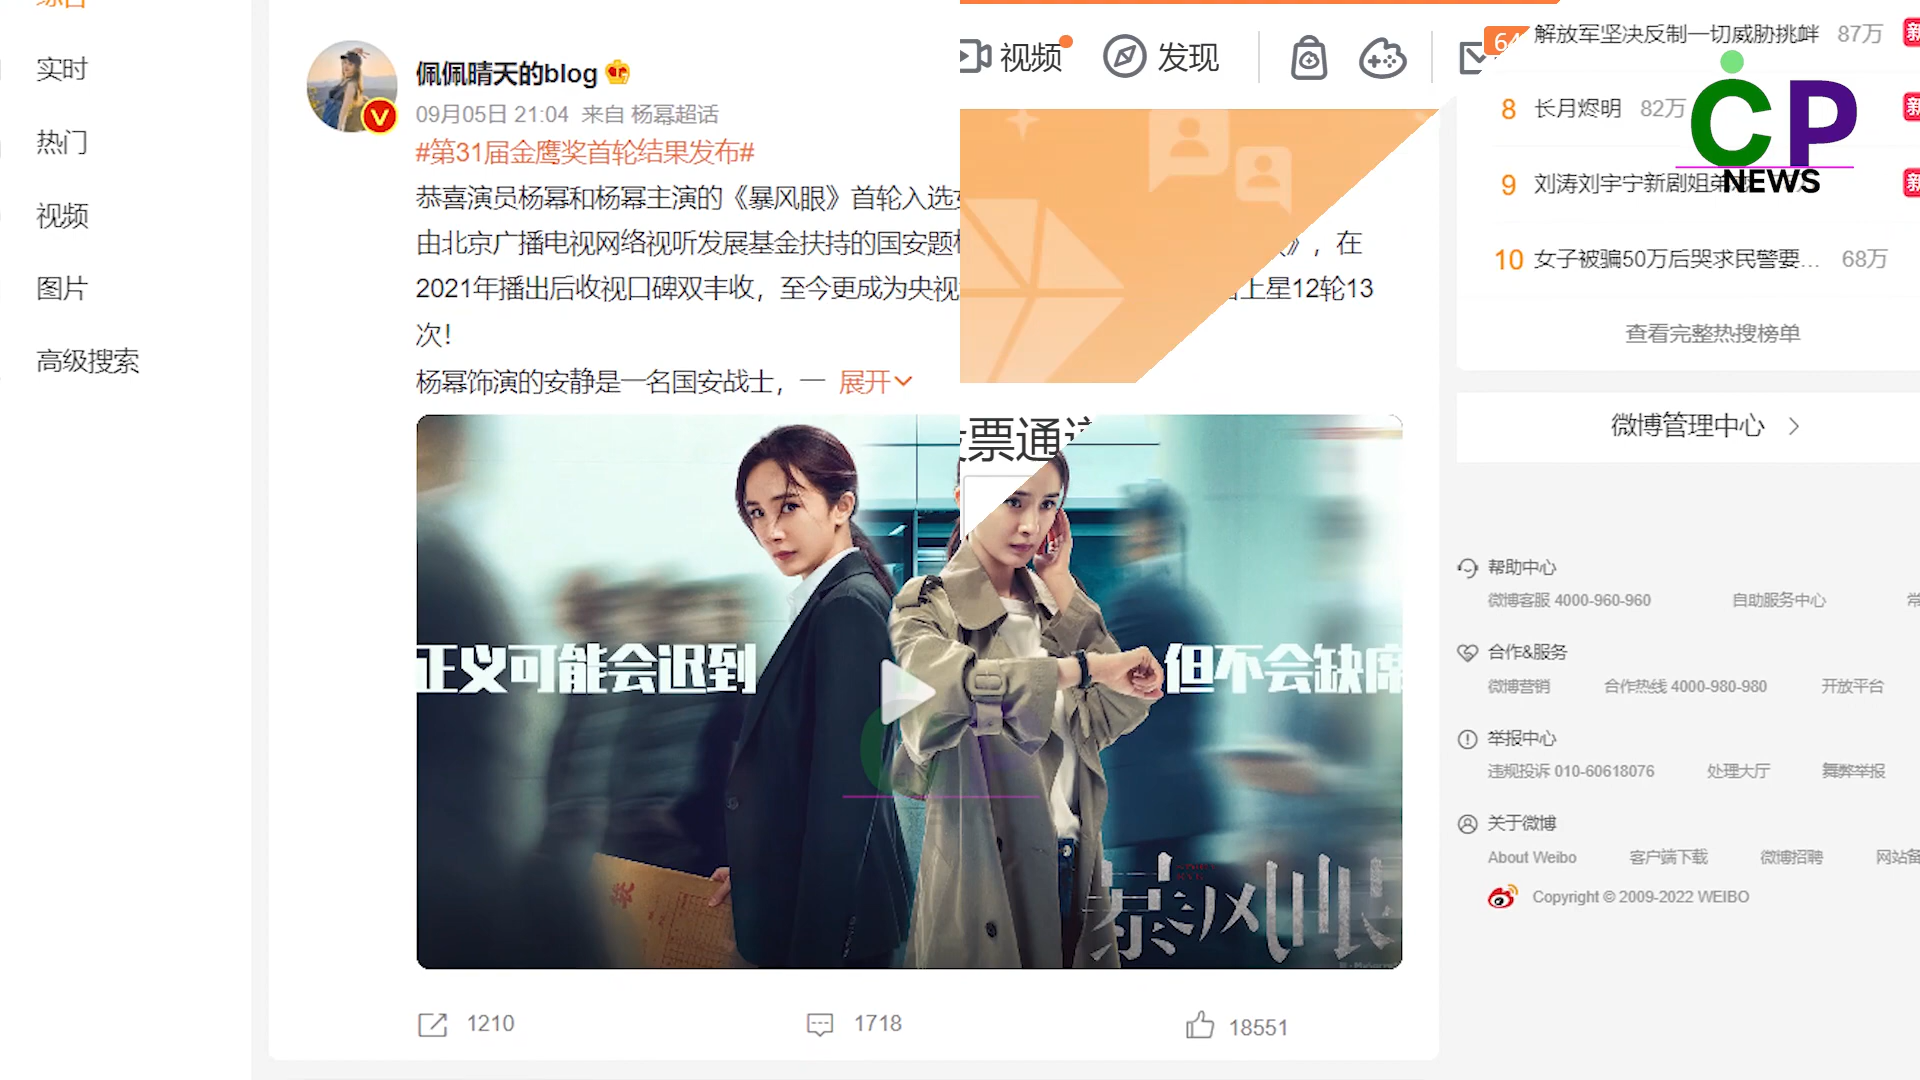 综合
实时
热门
视频
图片
高级搜索
佩佩晴天的blog
09月05日 21:04 来自 杨幂超话
#第31届金鹰奖首轮结果发布#
恭喜演员杨幂和杨幂主演的《暴风眼》首轮入选
由北京广播电视网络视听发展基金扶持的国安题
》，在
2021年播出后收视口碑双丰收，至今更成为央视
上星12轮13
次！
杨幂饰演的安静是一名国安战士，一 展开
视频
发现
64
票通
正义可能会迟到
但不会缺席
暴风眼
1210
1718
18551
解放军坚决反制一切威胁挑衅 87万 新
8 长月烬明 82万 新
CP
NEWS
9 刘涛刘宇宁新剧姐弟 新
10 女子被骗50万后哭求民警要... 68万
查看完整热搜榜单
微博管理中心
帮助中心
微博客服 4000-960-960 自助服务中心 常
合作&服务
微博营销 合作热线 4000-980-980 开放平台
举报中心
违规投诉 010-60618076 处理大厅 舞弊举报
关于微博
About Weibo 客户端下载 微博招聘 网站备
Copyright © 2009-2022 WEIBO